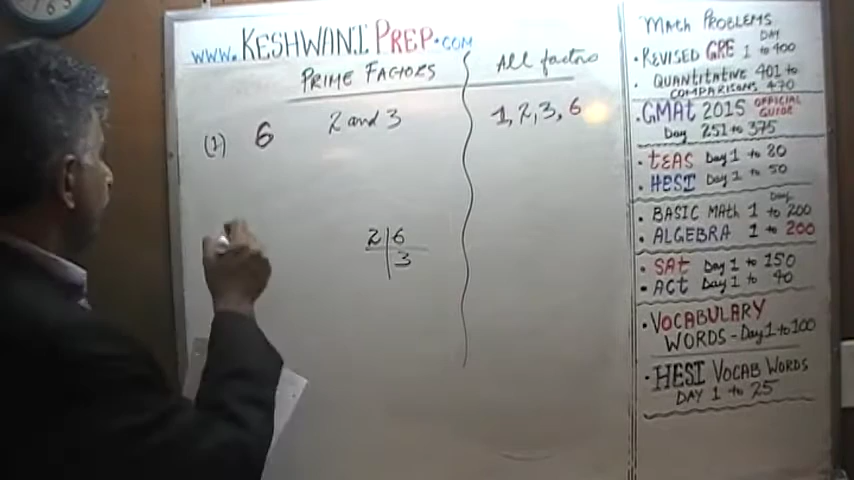 www.KESHWANIPREP.COM
PRIME FACTORS
All factors
(1) 6 2 and 3 1, 2, 3, 6
2 6
3
MATH PROBLEMS
DAY
• REVISED GRE 1 to 400
• QUANTITATIVE 401 to
COMPARISONS 470
• GMAT 2015 OFFICIAL GUIDE
Day 251 to 375
• TEAS Day 1 to 80
• HESI Day 1 to 50
Day
• BASIC MATH 1 to 200
• ALGEBRA 1 to 200
• SAT Day 1 to 150
• ACT Day 1 to 40
• VOCABULARY
WORDS - Day 1 to 100
• HESI VOCAB WORDS
DAY 1 to 25